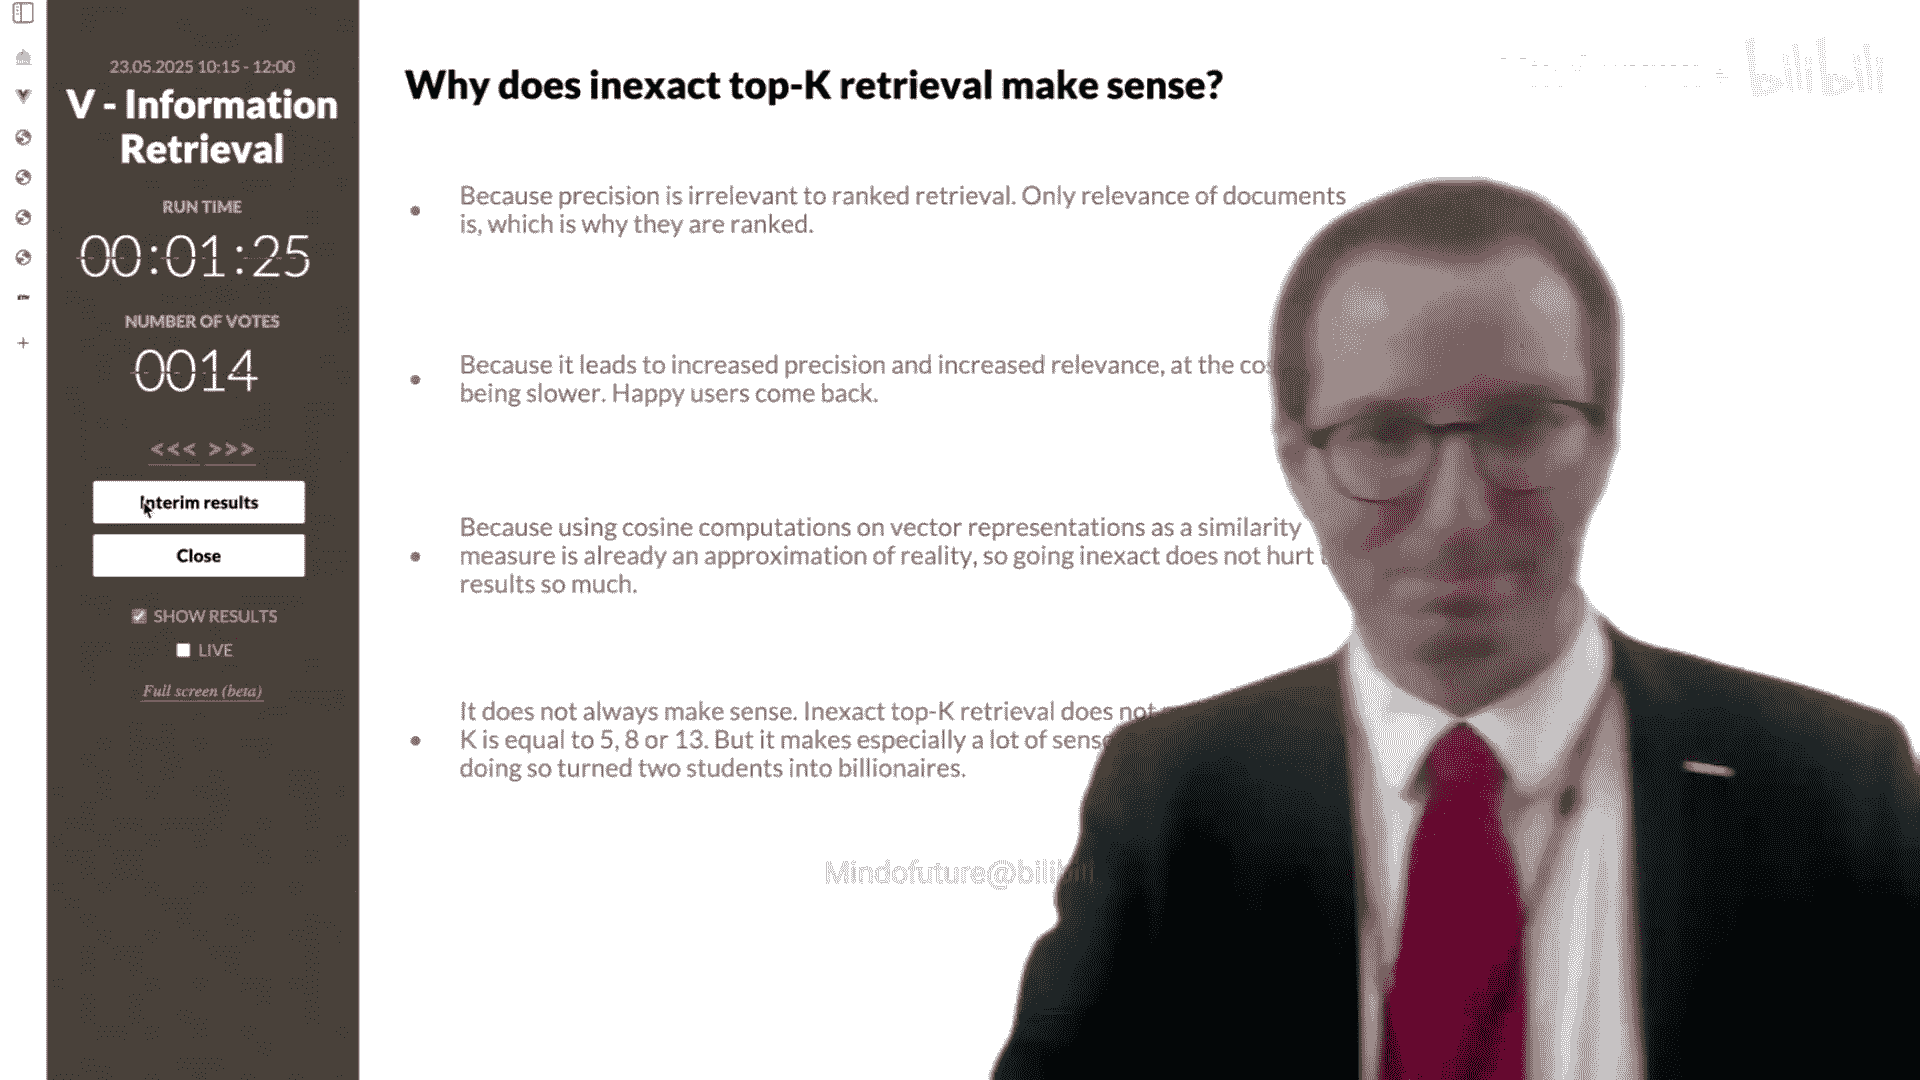 23.05.2025 10:15 - 12:00
V - Information
Retrieval
RUN TIME
00:01:25
NUMBER OF VOTES
0014
<<< >>>
Interim results
Close
SHOW RESULTS
LIVE
Full screen (beta)
Why does inexact top-K retrieval make sense?
Because precision is irrelevant to ranked retrieval. Only relevance of documents
is, which is why they are ranked.
Because it leads to increased precision and increased relevance, at the
being slower. Happy users come back.
Because using cosine computations on vector representations as a similarity
measure is already an approximation of reality, so going inexact does not hurt
results so much.
It does not always make sense. Inexact top-K retrieval does not
K is equal to 5, 8 or 13. But it makes especially a lot of
doing so turned two students into billionaires.
bilibili
Mindofuture@bilibili